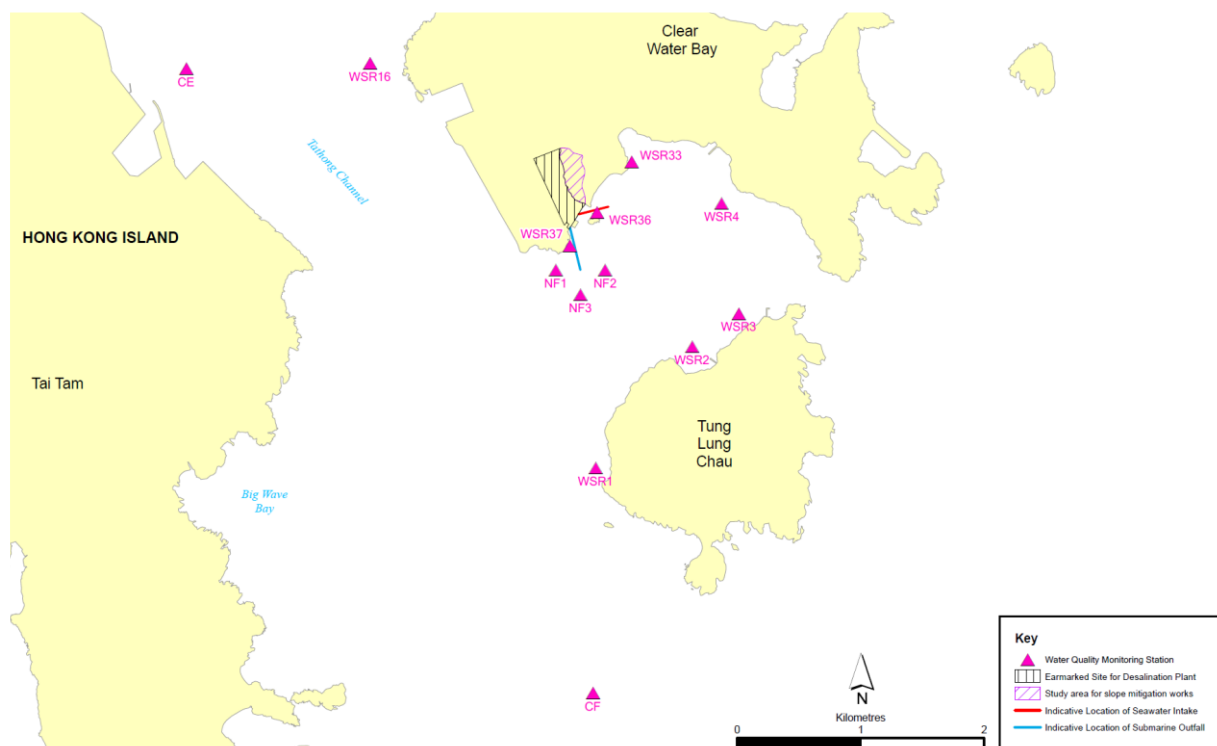 Clear
Water Bay
CE
WSR16
Tathong Channel
WSR33
WSR4
WSR36
HONG KONG ISLAND
WSR37
NF1
NF2
NF3
WSR3
WSR2
Tai Tam
Tung
Lung
Chau
WSR1
Big Wave
Bay
CF
N
Kilometres
0
1
2
Key
Water Quality Monitoring Station
Earmarked Site for Desalination Plant
Study area for slope mitigation works
Indicative Location of Seawater Intake
Indicative Location of Submarine Outfall